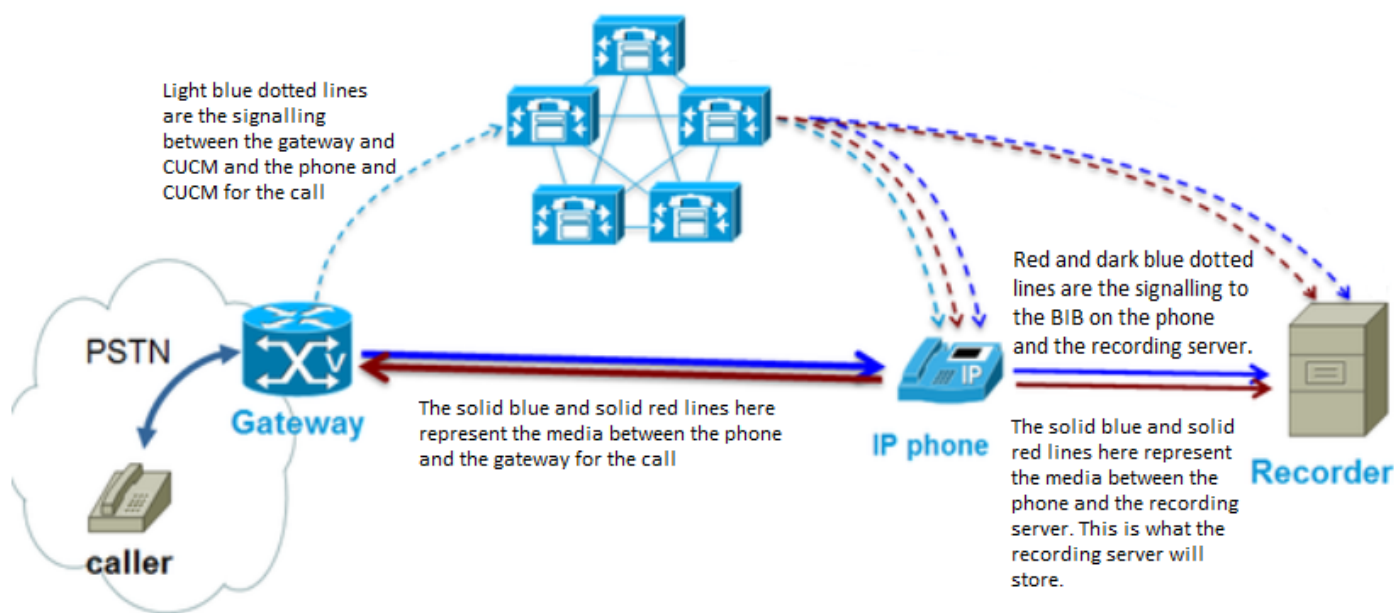 Light blue dotted lines
are the signalling
between the gateway and
CUCM and the phone and
CUCM for the call
PSTN
V
Gateway
caller
The solid blue and solid red lines here
represent the media between the phone
and the gateway for the call
IP
IP phone
Red and dark blue dotted
lines are the signalling to
the BIB on the phone
and the recording server.
The solid blue and solid
red lines here represent
the media between the
phone and the recording
server. This is what the
recording server will
store.
Recorder